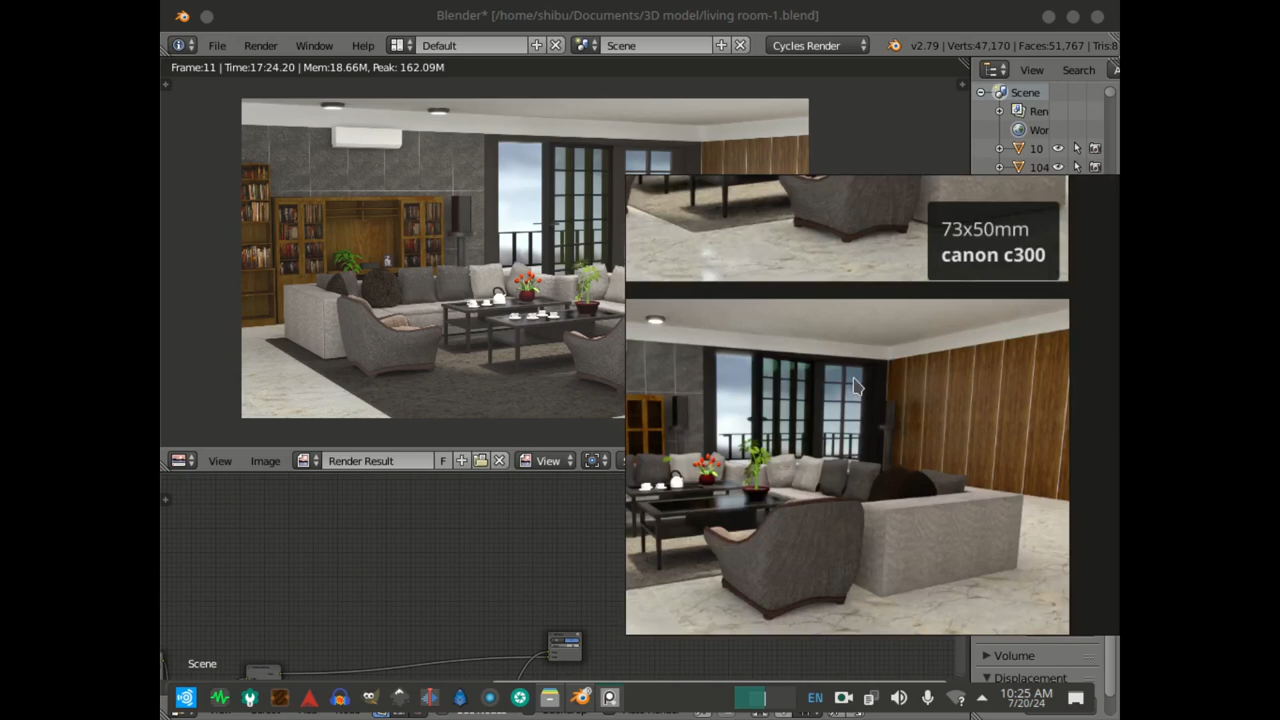 Blender* [/home/shibu/Documents/3D model/living room-1.blend]
File Render Window Help Default Scene Cycles Render v2.79 | Verts:47,170 | Faces:51,767 | Tris:8
Frame:11 | Time:17:24.20 | Mem:18.66M, Peak: 162.09M
View Search
Scene
Ren
Wor
10
104
73x50mm
canon c300
View Image Render Result F View
Scene
Volume
Displacement
EN
10:25 AM
7/20/24